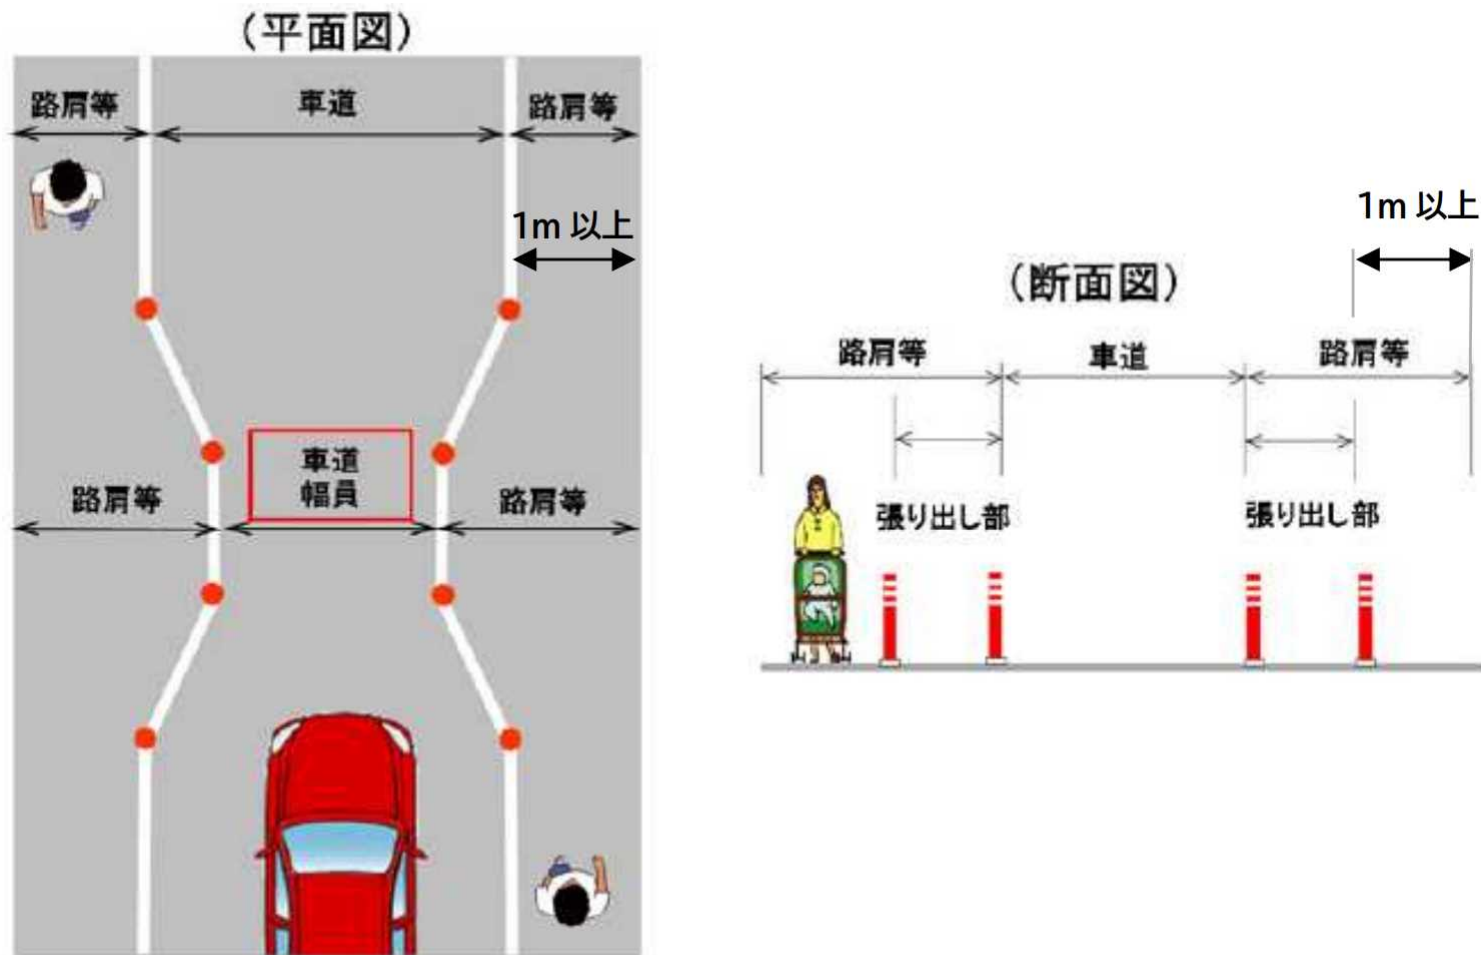 （平面図）
路肩等
車道
路肩等
1m 以上
車道
幅員
路肩等
路肩等
1m 以上
（断面図）
路肩等
車道
路肩等
張り出し部
張り出し部